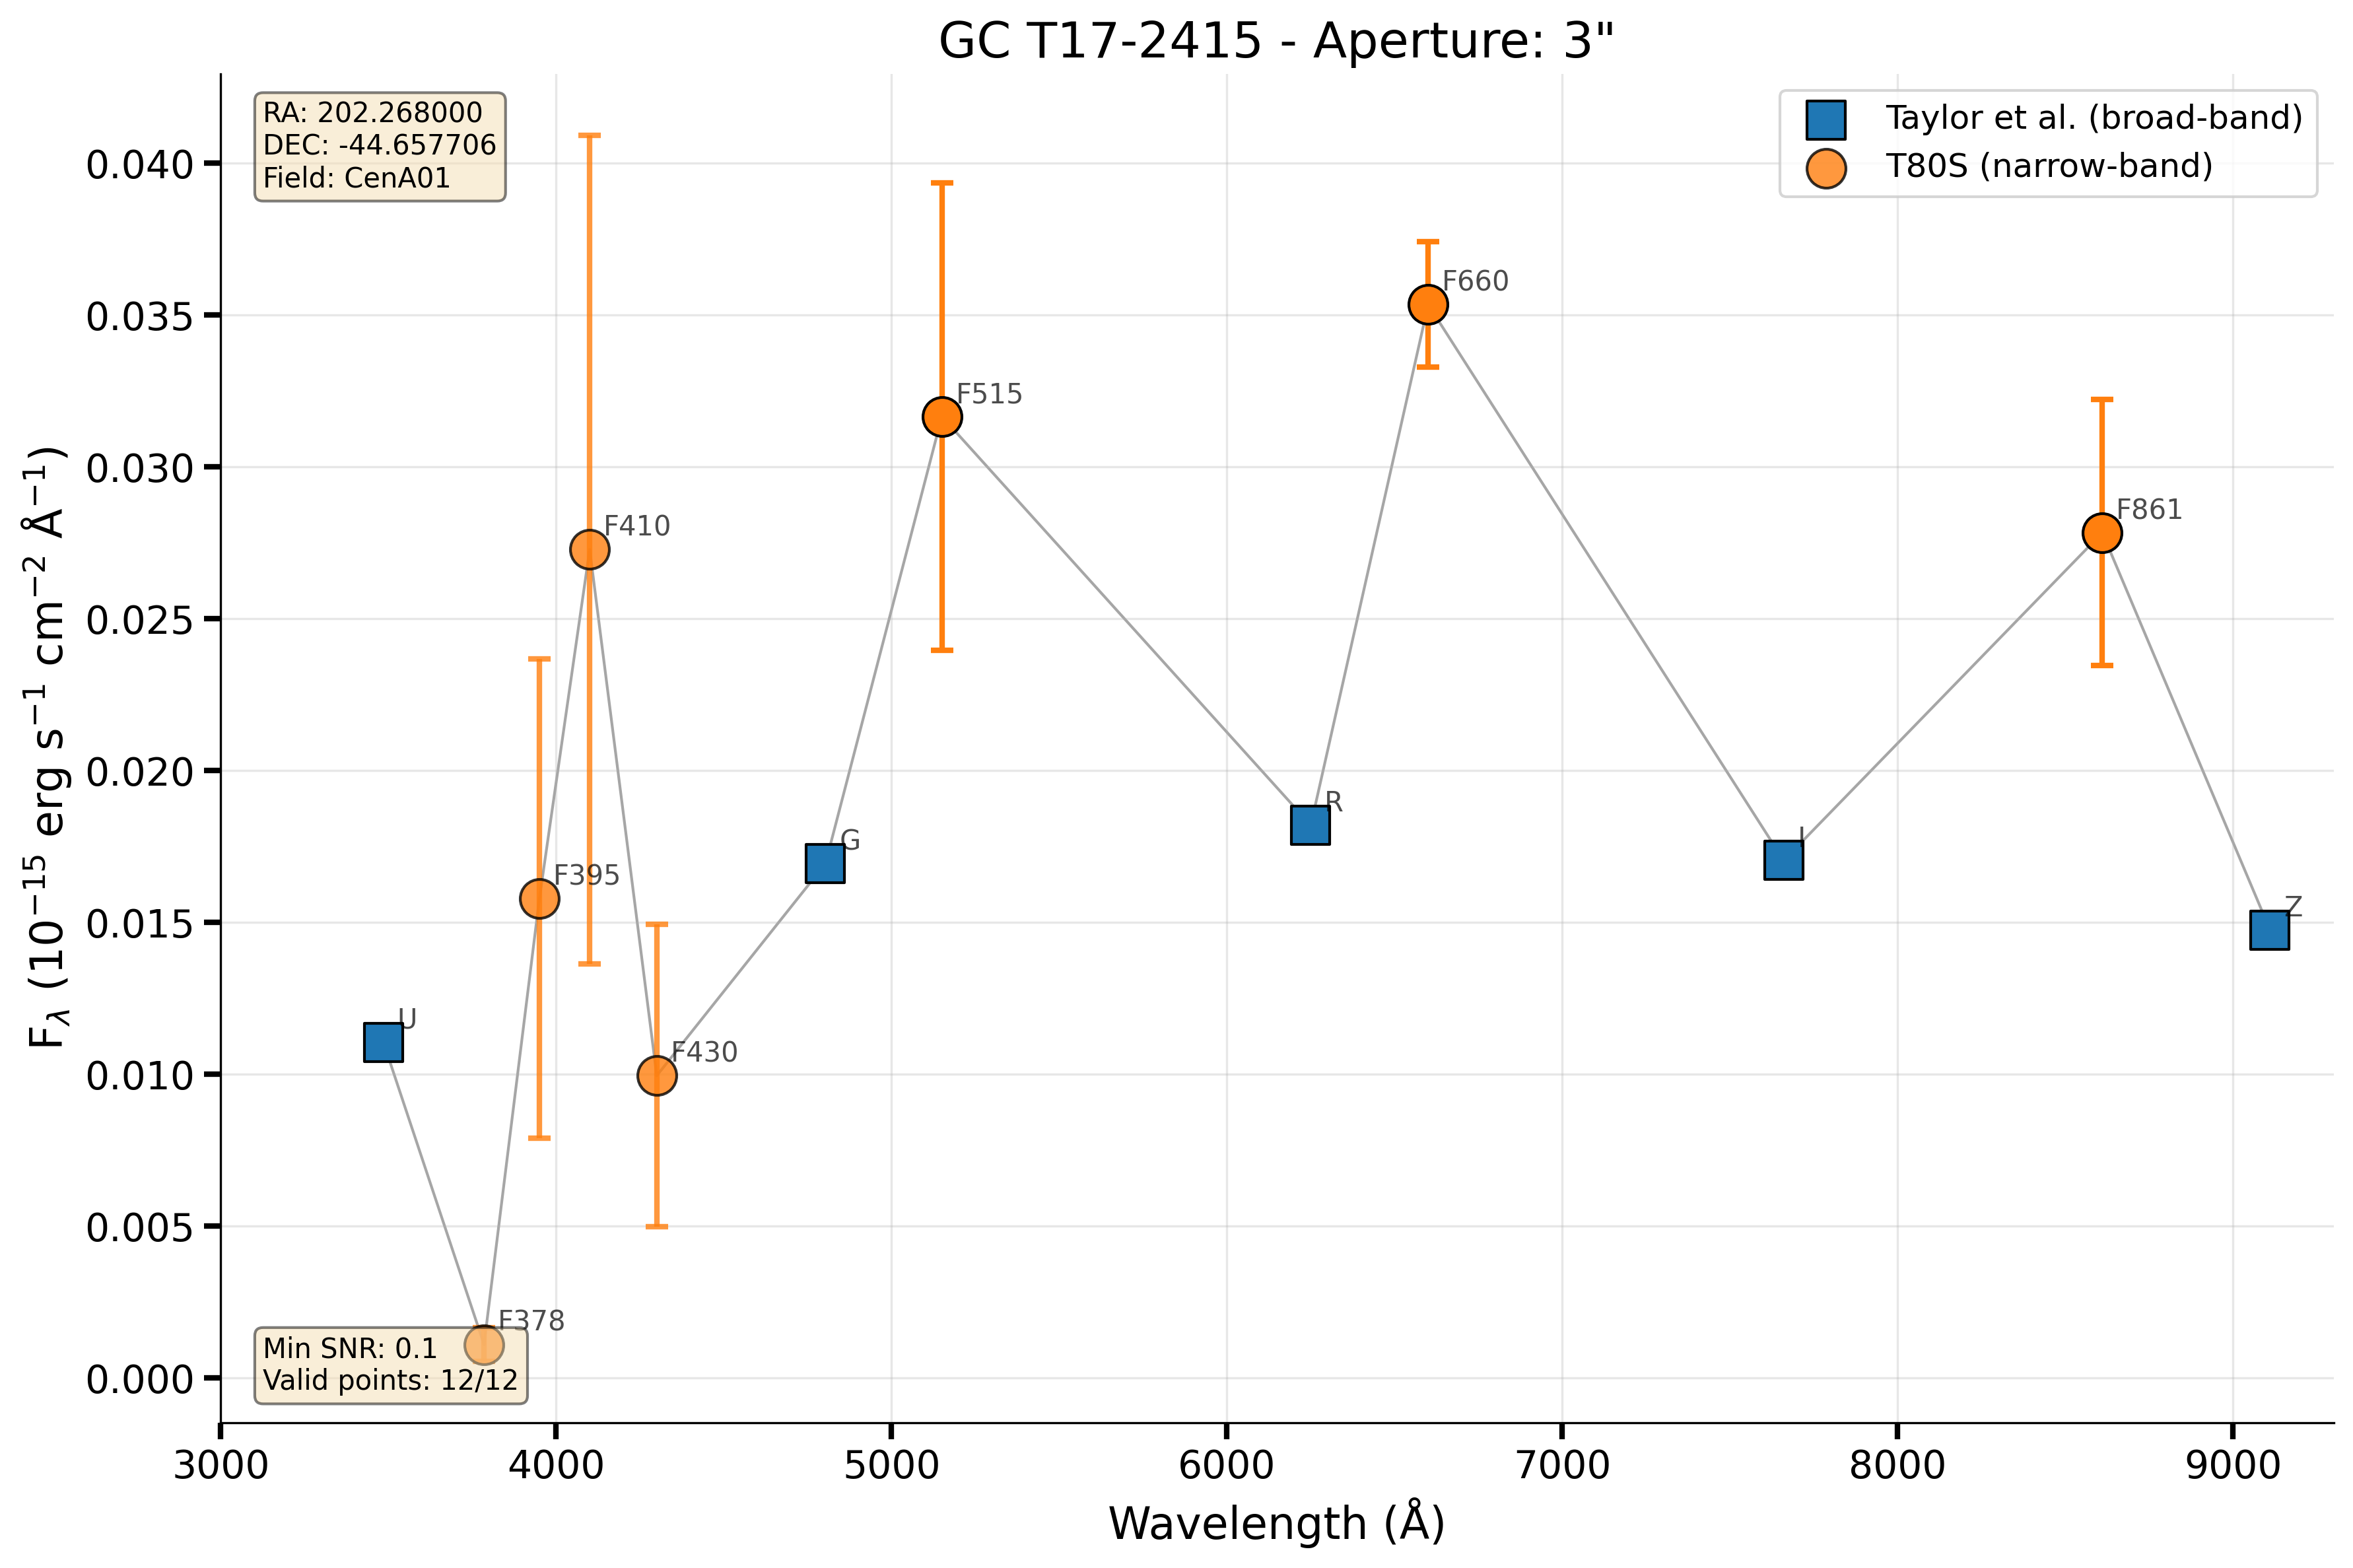 GC T17-2415 - Aperture: 3"
RA: 202.268000
DEC: -44.657706
Field: CenA01
Taylor et al. (broad-band)
T80S (narrow-band)
0.040
0.035
0.030
0.025
0.020
0.015
0.010
0.005
0.000
F_λ (10⁻¹⁵ erg s⁻¹ cm⁻² Å⁻¹)
U
F378
F395
F410
F430
G
F515
R
F660
I
F861
Z
Min SNR: 0.1
Valid points: 12/12
3000 4000 5000 6000 7000 8000 9000
Wavelength (Å)